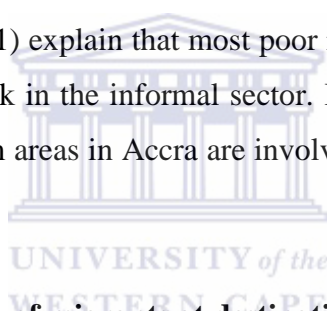 1) explain that most poor
k in the informal sector.
n areas in Accra are involv
UNIVERSITY of the
WESTERN CAPE